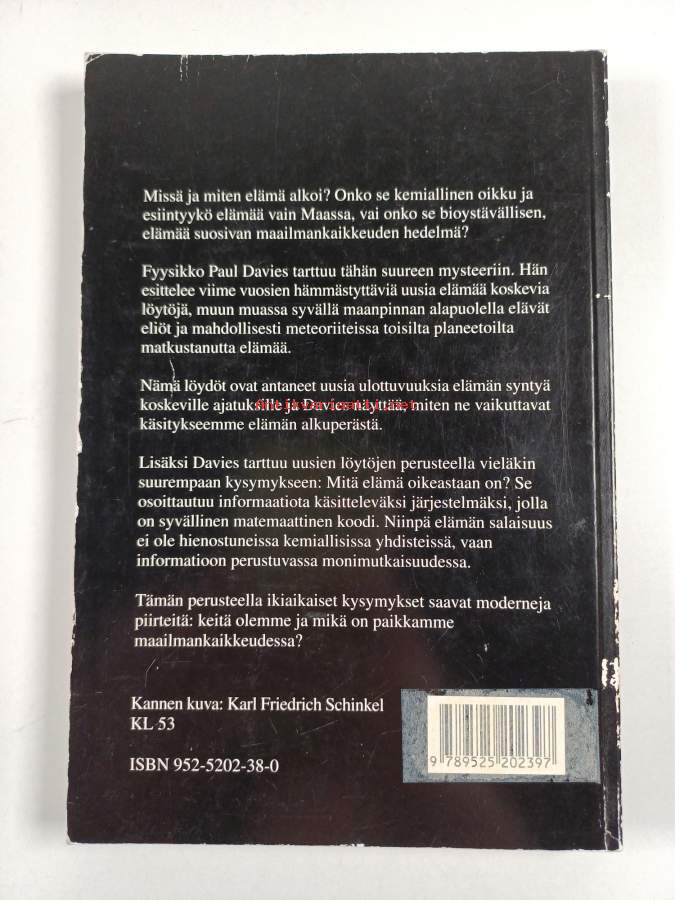 Missä ja miten elämä alkoi? Onko se kemiallinen oikku ja
esiintyykö elämää vain Maassa, vai onko se bioystävällisen,
elämää suosivan maailmankaikkeuden hedelmä?
Fyysikko Paul Davies tarttuu tähän suureen mysteeriin. Hän
esittelee viime vuosien hämmästyttäviä uusia elämää koskevia
löytöjä, muun muassa syvällä maanpinnan alapuolella elävät
eliöt ja mahdollisesti meteoriiteissa toisilta planeetoilta
matkustanutta elämää.
Nämä löydöt ovat antaneet uusia ulottuvuuksia elämän syntyä
koskeville ajatuksille ja Davies näyttää, miten ne vaikuttavat
käsitykseemme elämän alkuperästä.
Lisäksi Davies tarttuu uusien löytöjen perusteella vieläkin
suurempaan kysymykseen: Mitä elämä oikeastaan on? Se
osoittautuu informaatiota käsitteleväksi järjestelmäksi, jolla
on syvällinen matemaattinen koodi. Niinpä elämän salaisuus
ei ole hienostuneissa kemiallisissa yhdisteissä, vaan
informatioon perustuvassa monimutkaisuudessa.
Tämän perusteella ikiaikaiset kysymykset saavat moderneja
piirteitä: keitä olemme ja mikä on paikkamme
maailmankaikkeudessa?
Kannen kuva: Karl Friedrich Schinkel
KL 53
ISBN 952-5202-38-0
9 789525 202397